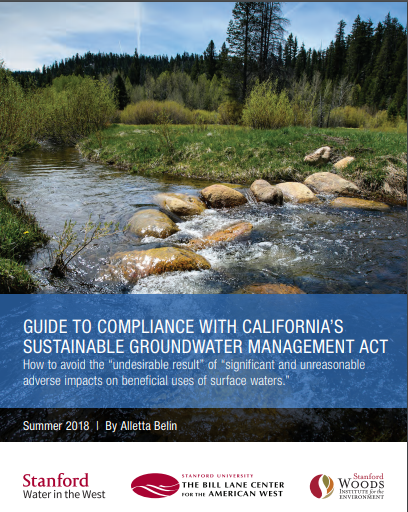 GUIDE TO COMPLIANCE WITH CALIFORNIA'S
SUSTAINABLE GROUNDWATER MANAGEMENT ACT
How to avoid the "undesirable result" of "significant and unreasonable
adverse impacts on beneficial uses of surface waters."
Summer 2018 | By Alletta Belin
Stanford
Water in the West
STANFORD UNIVERSITY
THE BILL LANE CENTER
FOR THE AMERICAN WEST
Stanford
WOODS
INSTITUTE for the
ENVIRONMENT